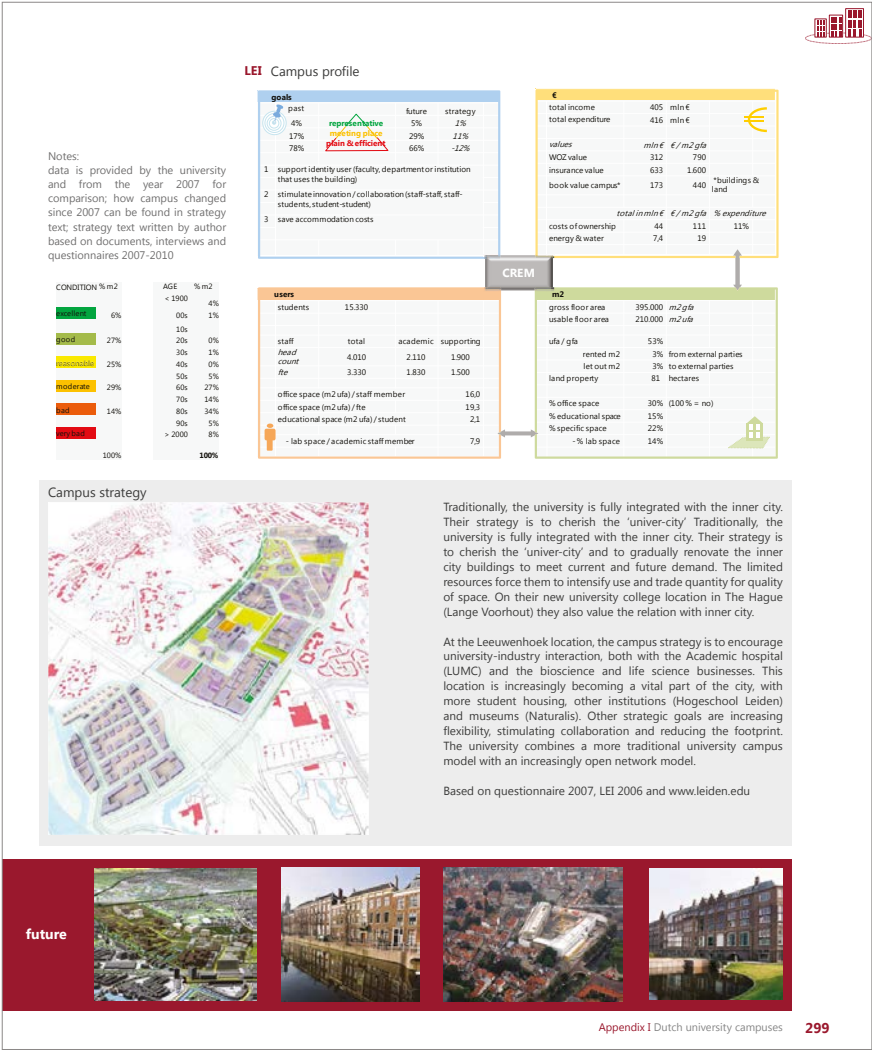 LEI Campus profile
Notes:
data is provided by the university
and from the year 2007 for
comparison; how campus changed
since 2007 can be found in strategy
text; strategy text written by author
based on documents, interviews and
questionnaires 2007-2010
CONDITION % m2
excellent 6%
good 27%
reasonable 25%
moderate 29%
bad 14%
very bad
100%
AGE % m2
< 1900 4%
00s 1%
10s
20s 0%
30s 1%
40s 0%
50s 5%
60s 27%
70s 14%
80s 34%
90s 5%
> 2000 8%
100%
goals
past future strategy
4% representative 5% 1%
17% meeting place 29% 11%
78% plain & efficient 66% -12%
1 support identity user (faculty, department or institution
that uses the building)
2 stimulate innovation / collaboration (staff-staff, staff-
students, student-student)
3 save accommodation costs
€
total income 405 mln €
total expenditure 416 mln €
€
values mln € € / m2 gfa
WOZ value 312 790
insurance value 633 1.600
book value campus* 173 440 *buildings &
land
total in mln € € / m2 gfa % expenditure
costs of ownership 44 111 11%
energy & water 7,4 19
CREM
users
students 15.330
staff total academic supporting
head
count 4.010 2.110 1.900
fte 3.330 1.830 1.500
office space (m2 ufa) / staff member 16,0
office space (m2 ufa) / fte 19,3
educational space (m2 ufa) / student 2,1
- lab space / academic staff member 7,9
m2
gross floor area 395.000 m2 gfa
usable floor area 210.000 m2 ufa
ufa / gfa 53%
rented m2 3% from external parties
let out m2 3% to external parties
land property 81 hectares
% office space 30% (100% = no)
% educational space 15%
% specific space 22%
- % lab space 14%
Campus strategy
Traditionally, the university is fully integrated with the inner city.
Their strategy is to cherish the ‘univer-city’ Traditionally, the
university is fully integrated with the inner city. Their strategy is
to cherish the ‘univer-city’ and to gradually renovate the inner
city buildings to meet current and future demand. The limited
resources force them to intensify use and trade quantity for quality
of space. On their new university college location in The Hague
(Lange Voorhout) they also value the relation with inner city.
At the Leeuwenhoek location, the campus strategy is to encourage
university-industry interaction, both with the Academic hospital
(LUMC) and the bioscience and life science businesses. This
location is increasingly becoming a vital part of the city, with
more student housing, other institutions (Hogeschool Leiden)
and museums (Naturalis). Other strategic goals are increasing
flexibility, stimulating collaboration and reducing the footprint.
The university combines a more traditional university campus
model with an increasingly open network model.
Based on questionnaire 2007, LEI 2006 and www.leiden.edu
future
Appendix I Dutch university campuses 299